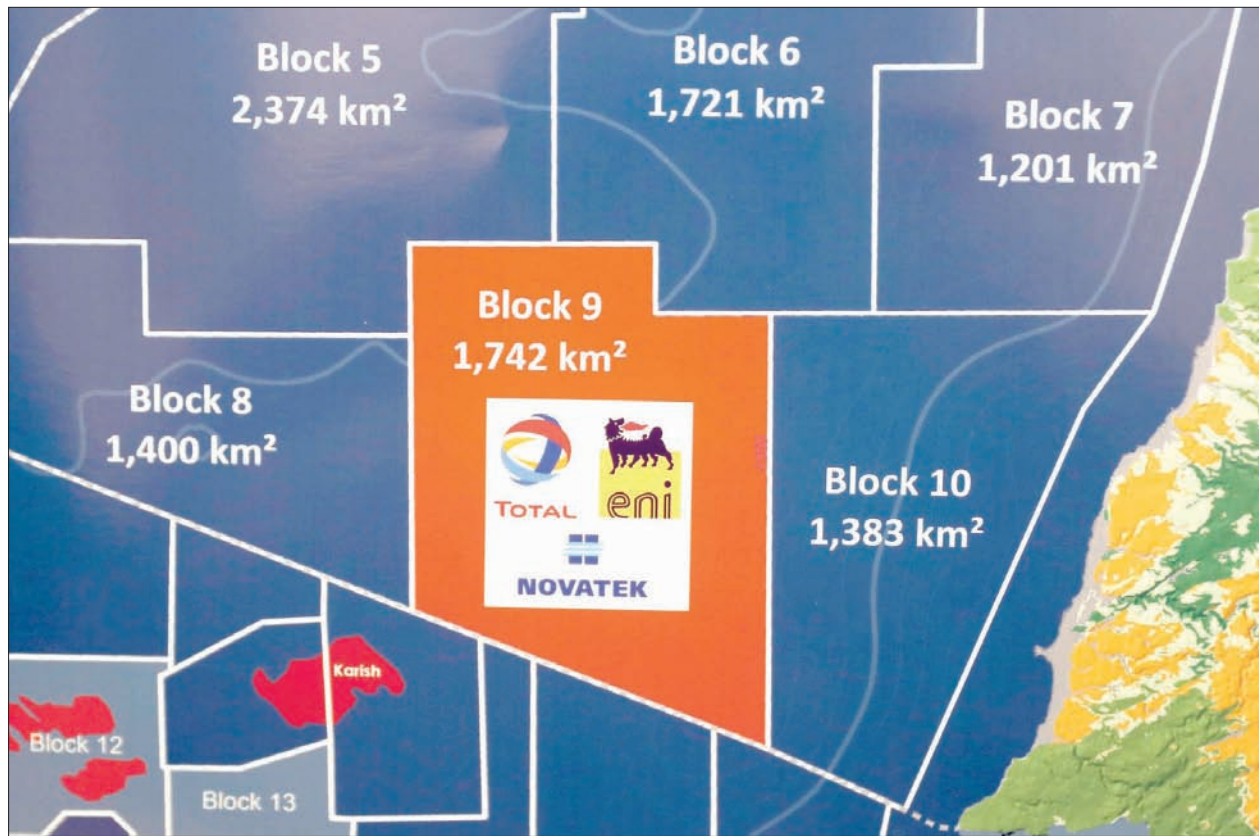 Block 5
2,374 km²
Block 6
1,721 km²
Block 7
1,201 km²
Block 9
1,742 km²
Block 8
1,400 km²
TOTAL
eni
NOVATEK
Block 10
1,383 km²
Karish
Block 12
Block 13